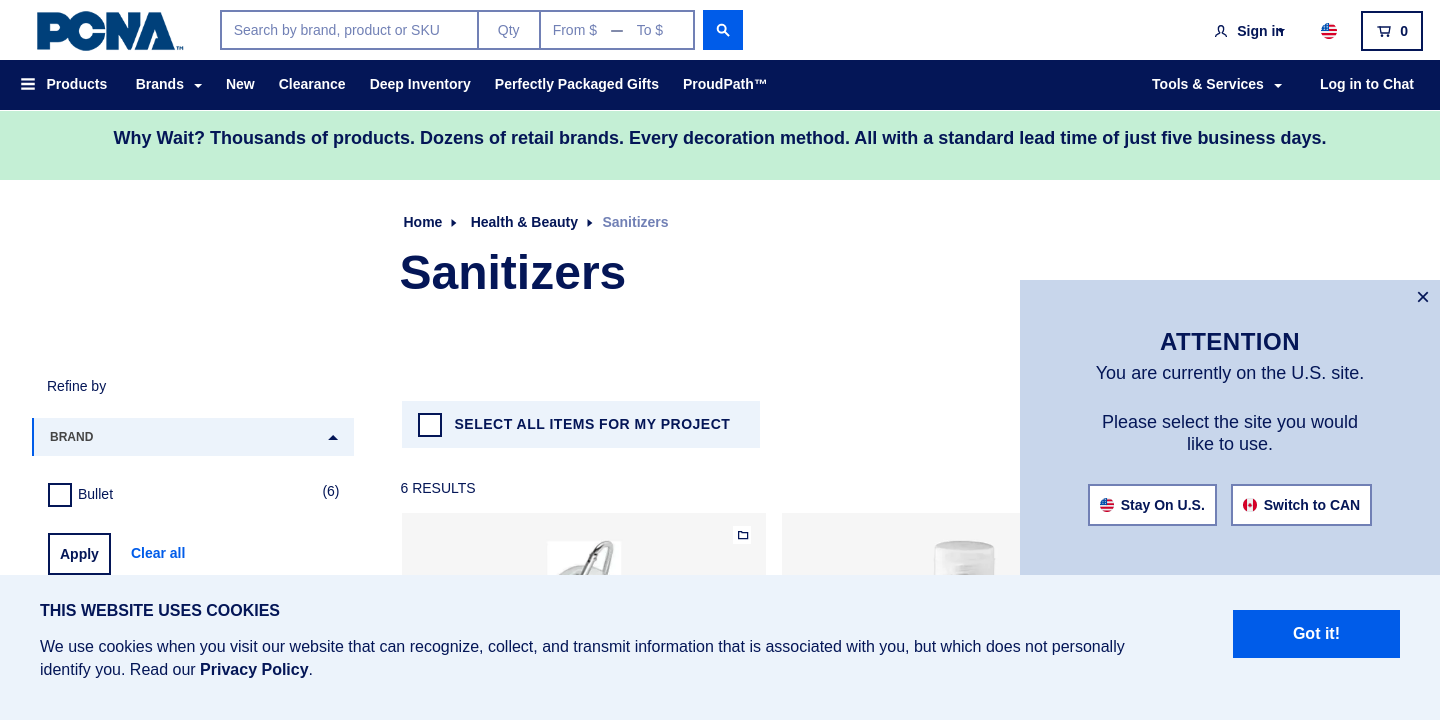 PCNA™
Search by brand, product or SKU
Qty
From $ — To $
Sign in
0
Products
Brands
New
Clearance
Deep Inventory
Perfectly Packaged Gifts
ProudPath™
Tools & Services
Log in to Chat
Why Wait? Thousands of products. Dozens of retail brands. Every decoration method. All with a standard lead time of just five business days.
Home
Health & Beauty
Sanitizers
Sanitizers
ATTENTION
You are currently on the U.S. site.
Please select the site you would
like to use.
Stay On U.S.
Switch to CAN
Refine by
BRAND
Bullet
(6)
Apply
Clear all
SELECT ALL ITEMS FOR MY PROJECT
6 RESULTS
THIS WEBSITE USES COOKIES
We use cookies when you visit our website that can recognize, collect, and transmit information that is associated with you, but which does not personally
identify you. Read our Privacy Policy.
Got it!